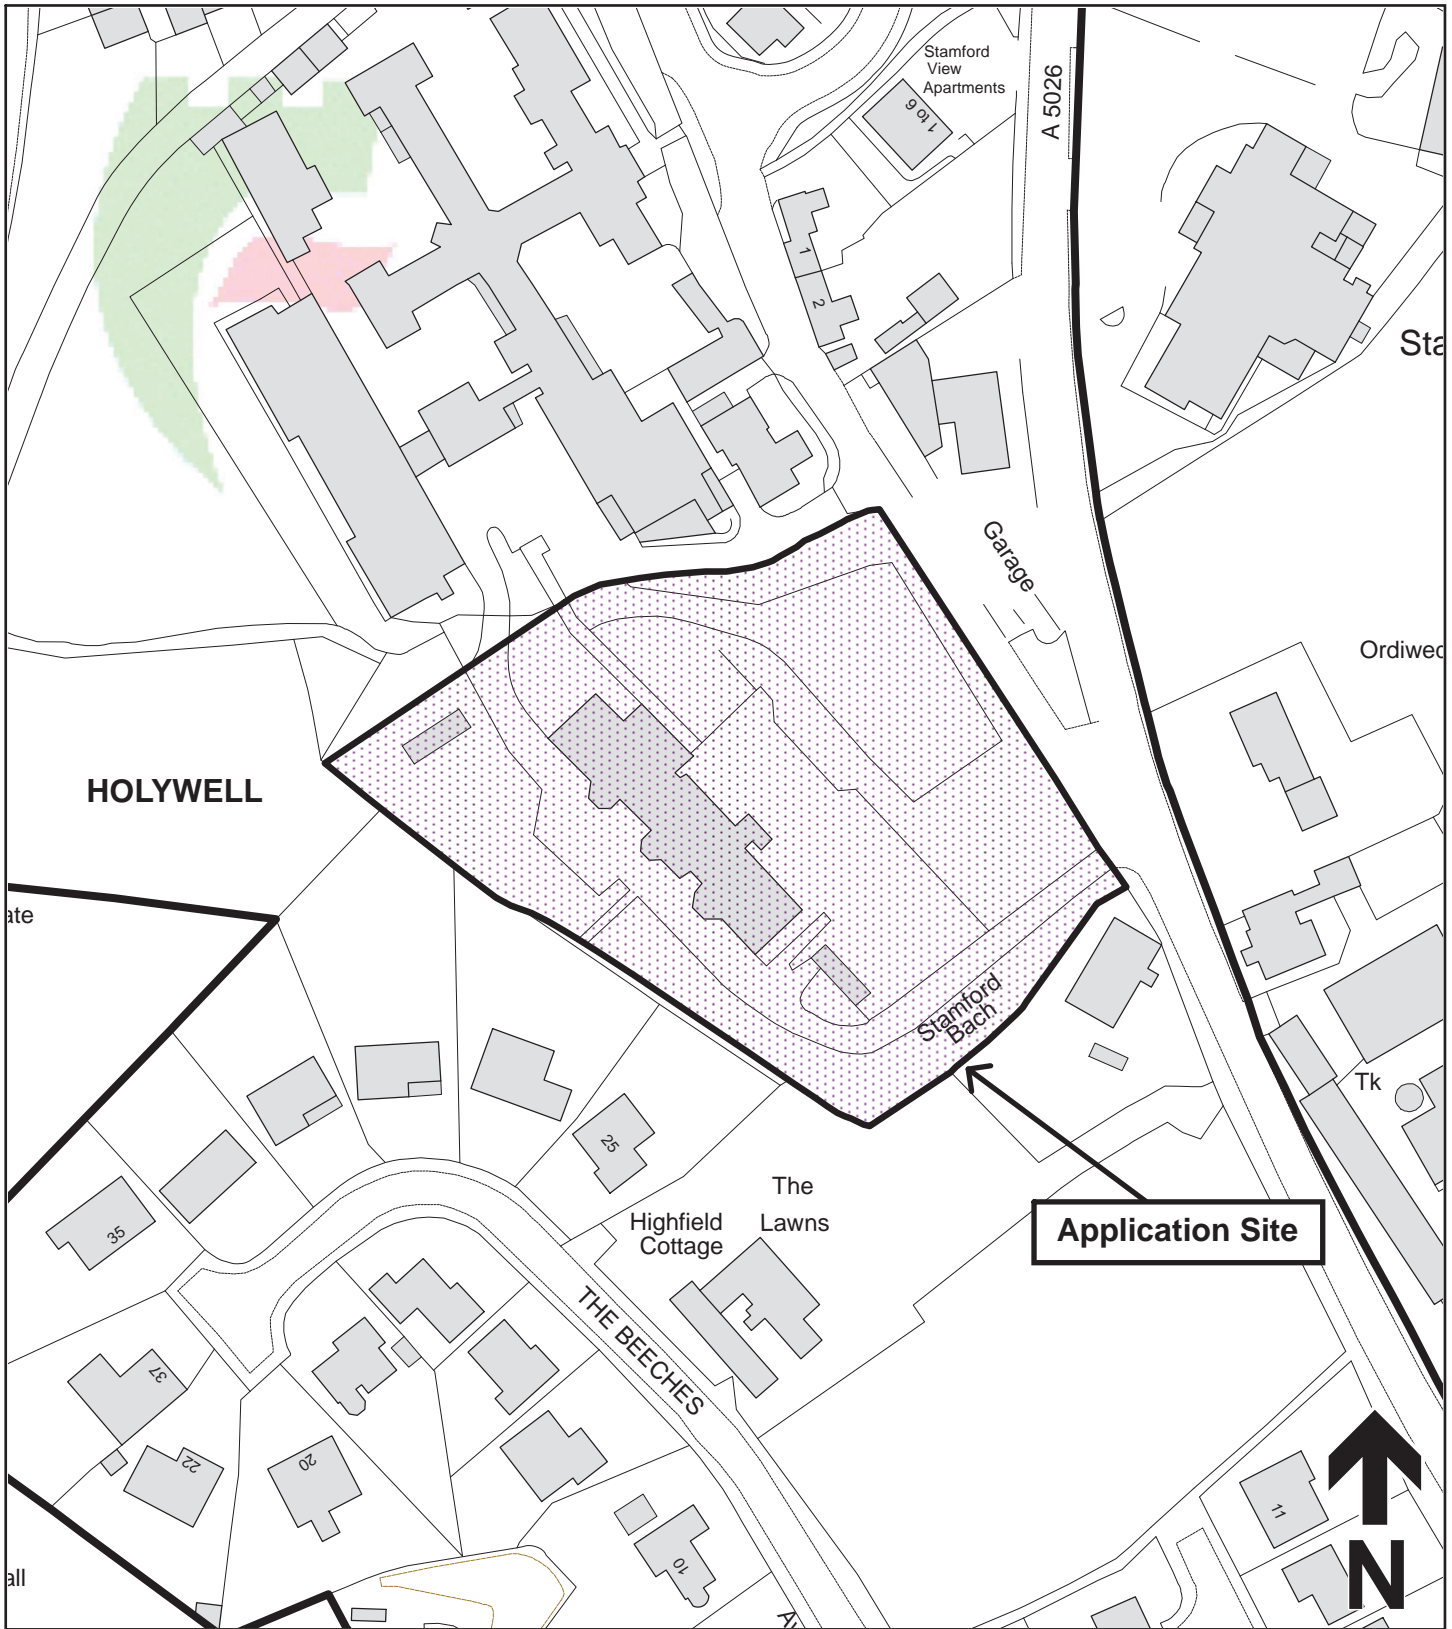 Stamford
View
Apartments
1 to 6
A 5026
1
2
Sta
Garage
Ordiwed
HOLYWELL
ate
Stamford
Bach
Tk
25
The
Lawns
Highfield
Cottage
Application Site
35
THE BEECHES
37
22
20
10
11
N
all
Av